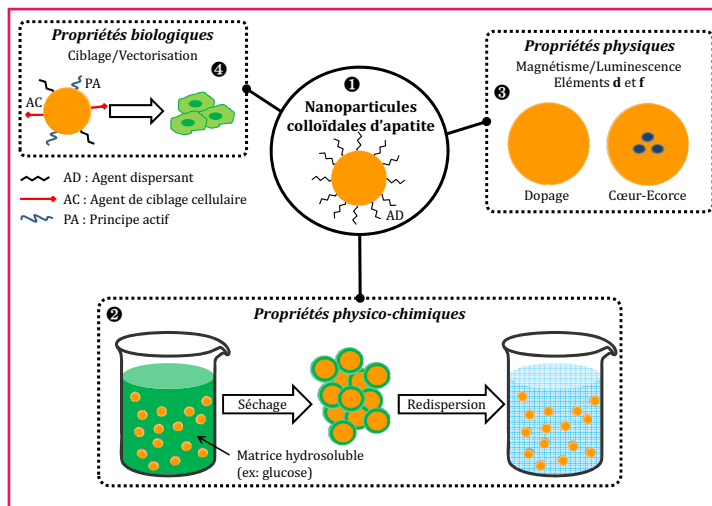 Propriétés biologiques
Ciblage/Vectorisation
❹
PA
AC
AD : Agent dispersant
AC : Agent de ciblage cellulaire
PA : Principe actif
❶
Nanoparticules
colloïdales d'apatite
AD
Propriétés physiques
Magnétisme/Luminescence
Eléments d et f
❸
Dopage
Cœur-Ecorce
❷
Propriétés physico-chimiques
Séchage
Redispersion
Matrice hydrosoluble
(ex: glucose)